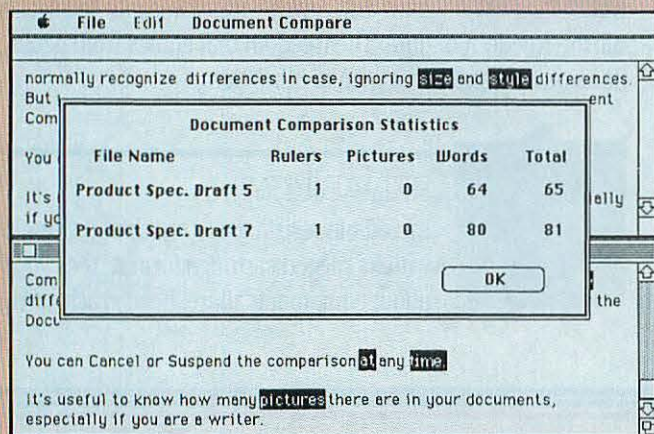 File Edit Document Compare
normally recognize differences in case, ignoring size and style differences.
But ent
Com
Document Comparison Statistics
You
File Name Rulers Pictures Words Total
Product Spec. Draft 5 1 0 64 65
It's ially
if yo
Product Spec. Draft 7 1 0 80 81
OK
Com
diffe the
Docu
You can Cancel or Suspend the comparison at any time.
It's useful to know how many pictures there are in your documents,
especially if you are a writer.